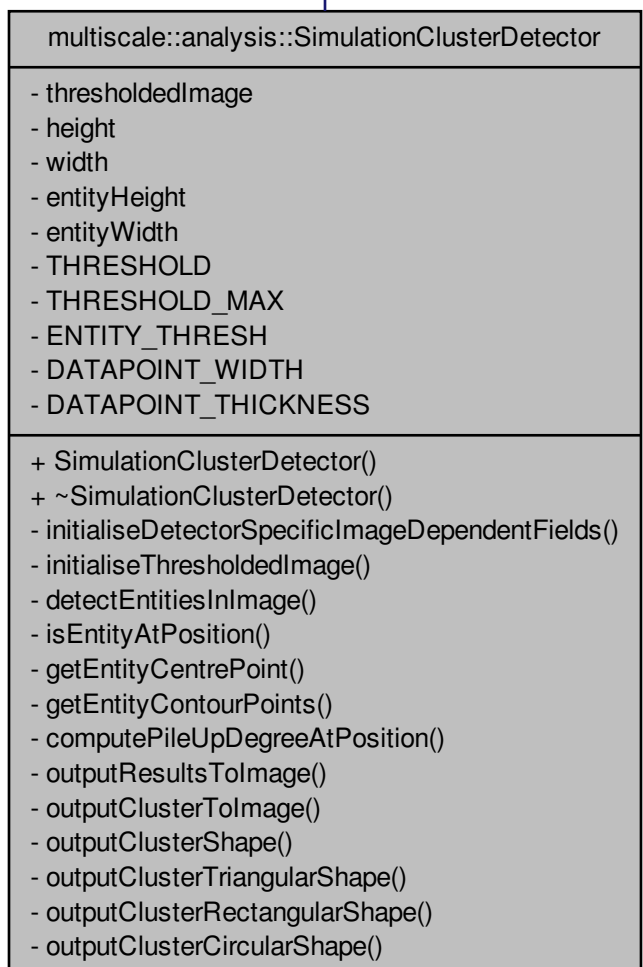 multiscale::analysis::SimulationClusterDetector
- thresholdedImage
- height
- width
- entityHeight
- entityWidth
- THRESHOLD
- THRESHOLD_MAX
- ENTITY_THRESH
- DATAPOINT_WIDTH
- DATAPOINT_THICKNESS
+ SimulationClusterDetector()
+ ~SimulationClusterDetector()
- initialiseDetectorSpecificImageDependentFields()
- initialiseThresholdedImage()
- detectEntitiesInImage()
- isEntityAtPosition()
- getEntityCentrePoint()
- getEntityContourPoints()
- computePileUpDegreeAtPosition()
- outputResultsToImage()
- outputClusterToImage()
- outputClusterShape()
- outputClusterTriangularShape()
- outputClusterRectangularShape()
- outputClusterCircularShape()